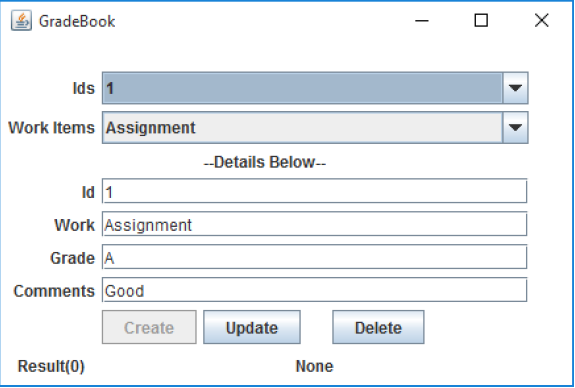 GradeBook
Ids 1
Work Items Assignment
--Details Below--
Id 1
Work Assignment
Grade A
Comments Good
Create Update Delete
Result(0) None